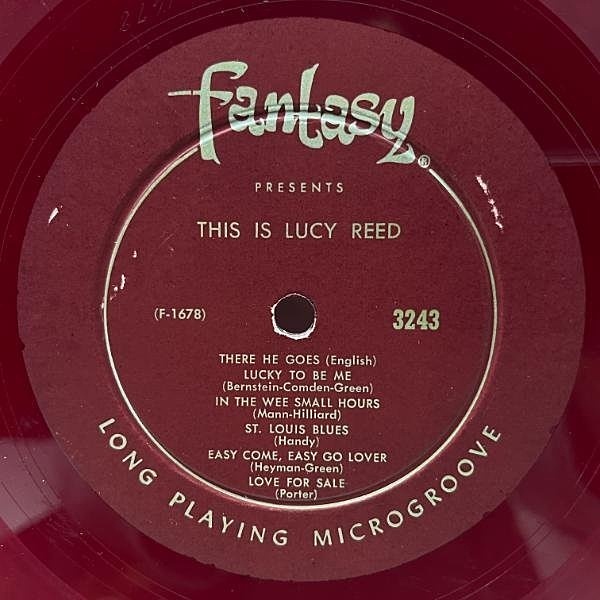 Fantasy®
PRESENTS
THIS IS LUCY REED
(F-1678)
3243
THERE HE GOES (English)
LUCKY TO BE ME
(Bernstein-Comden-Green)
IN THE WEE SMALL HOURS
(Mann-Hilliard)
ST. LOUIS BLUES
(Handy)
EASY COME, EASY GO LOVER
(Heyman-Green)
LOVE FOR SALE
(Porter)
LONG PLAYING MICROGROOVE